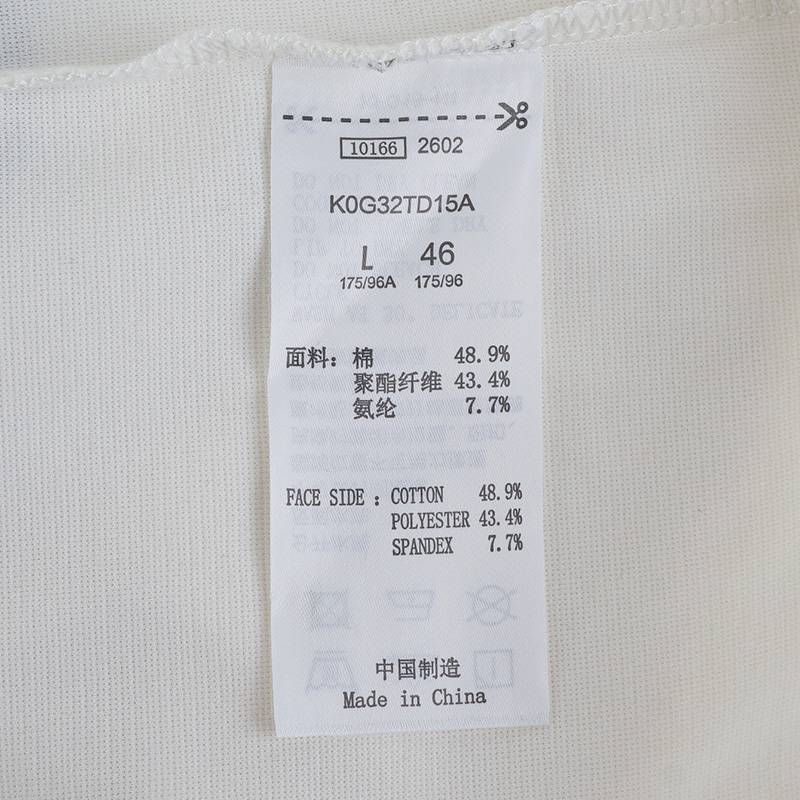 10166 2602
K0G32TD15A
L 46
175/96A 175/96
面料：棉 48.9%
聚酯纤维 43.4%
氨纶 7.7%
FACE SIDE : COTTON 48.9%
POLYESTER 43.4%
SPANDEX 7.7%
中国制造
Made in China